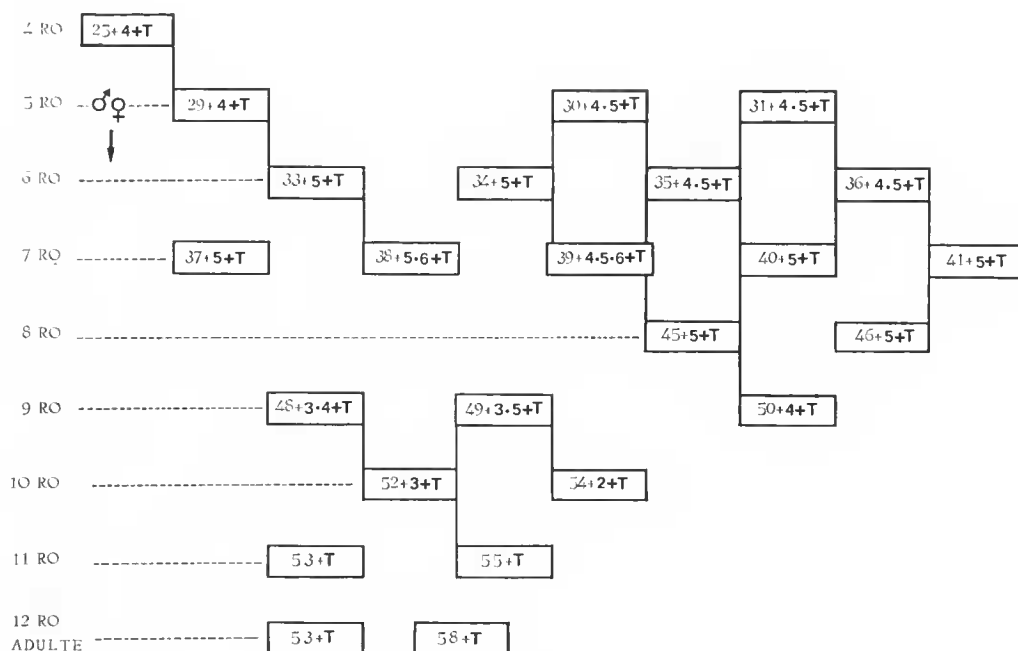 4 RO 25+4+T
5 RO ♂♀ 29+4+T 30+4·5+T 31+4·5+T
6 RO 33+5+T 34+5+T 35+4·5+T 36+4·5+T
7 RO 37+5+T 38+5·6+T 39+4·5·6+T 40+5+T 41+5+T
8 RO 45+5+T 46+5+T
9 RO 48+3·4+T 49+3·5+T 50+4+T
10 RO 52+3+T 54+2+T
11 RO 53+T 55+T
12 RO
ADULTE 53+T 58+T